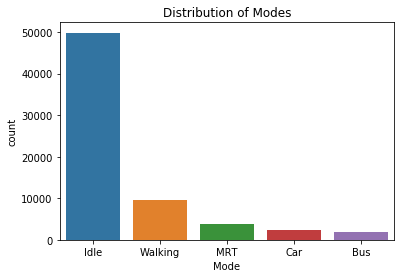 Distribution of Modes
50000
40000
30000
20000
10000
0
count
Idle Walking MRT Car Bus
Mode